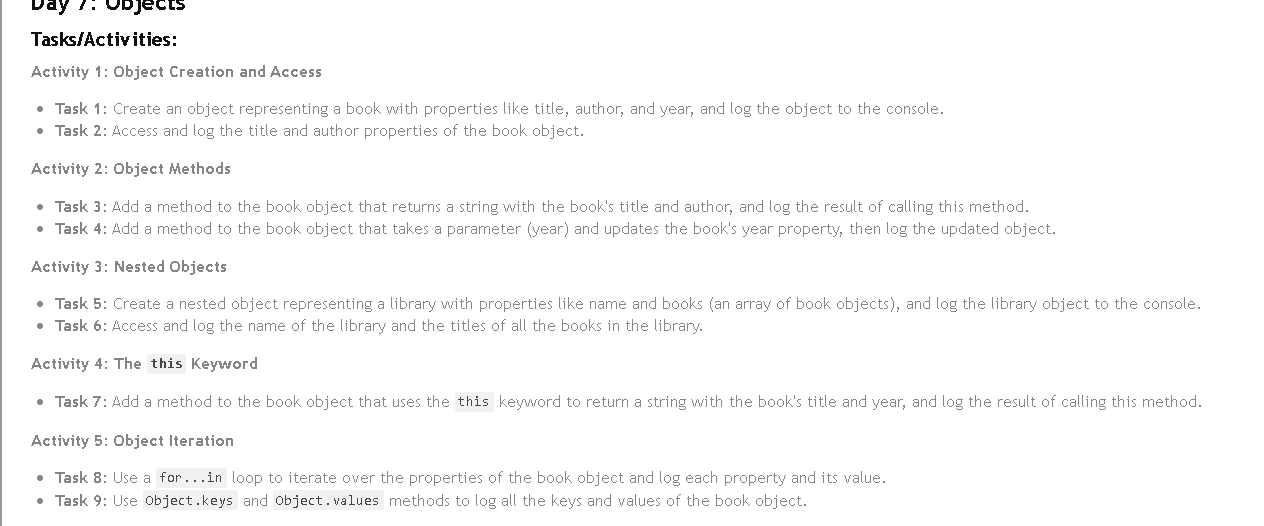 Day 7: Objects
Tasks/Activities:
Activity 1: Object Creation and Access
Task 1: Create an object representing a book with properties like title, author, and year, and log the object to the console.
Task 2: Access and log the title and author properties of the book object.
Activity 2: Object Methods
Task 3: Add a method to the book object that returns a string with the book's title and author, and log the result of calling this method.
Task 4: Add a method to the book object that takes a parameter (year) and updates the book's year property, then log the updated object.
Activity 3: Nested Objects
Task 5: Create a nested object representing a library with properties like name and books (an array of book objects), and log the library object to the console.
Task 6: Access and log the name of the library and the titles of all the books in the library.
Activity 4: The this Keyword
Task 7: Add a method to the book object that uses the this keyword to return a string with the book's title and year, and log the result of calling this method.
Activity 5: Object Iteration
Task 8: Use a for...in loop to iterate over the properties of the book object and log each property and its value.
Task 9: Use Object.keys and Object.values methods to log all the keys and values of the book object.